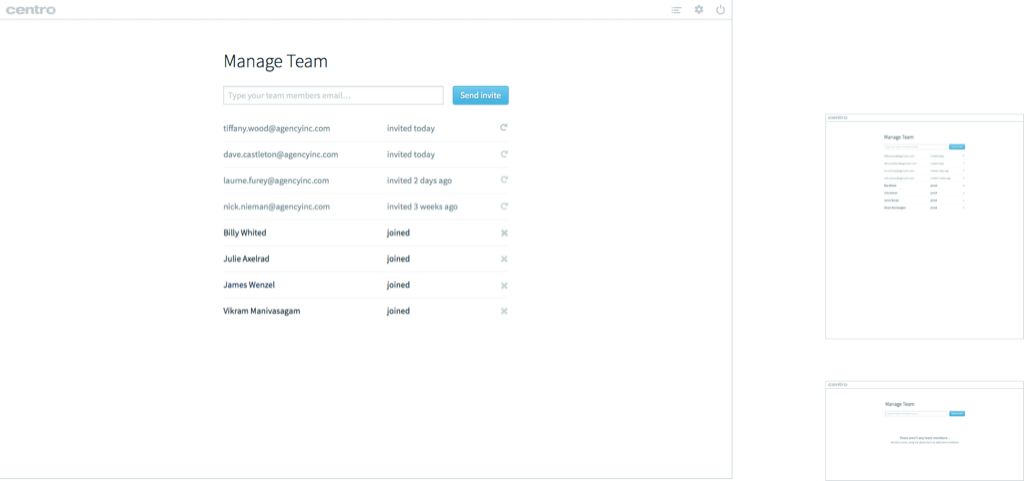 centro
Manage Team
Type your team members email...
Send invite
tiffany.wood@agencyinc.com invited today
dave.castleton@agencyinc.com invited today
laurne.furey@agencyinc.com invited 2 days ago
nick.nieman@agencyinc.com invited 3 weeks ago
Billy Whited joined
Julie Axelrad joined
James Wenzel joined
Vikram Manivasagam joined
centro
Manage Team
centro
Manage Team
There aren't any team members...